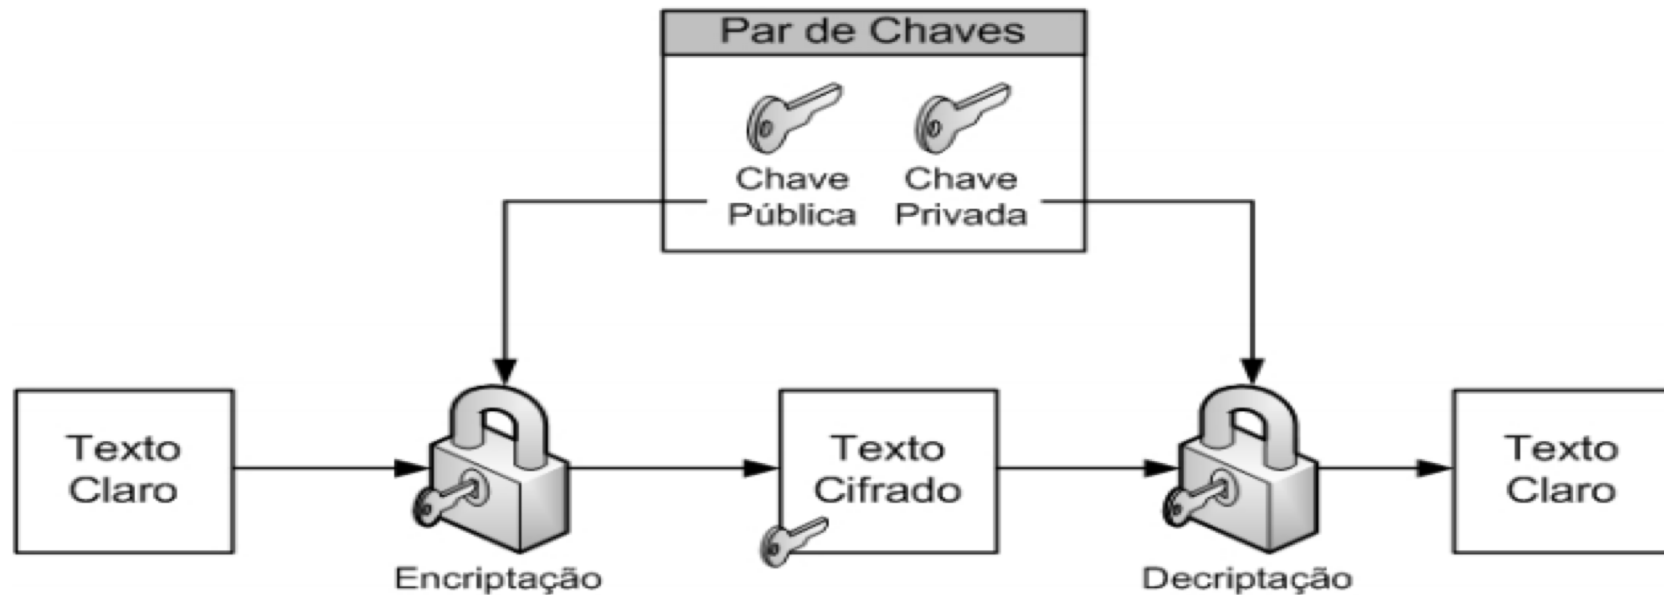 Par de Chaves
Chave
Pública
Chave
Privada
Texto
Claro
Encriptação
Texto
Cifrado
Decriptação
Texto
Claro